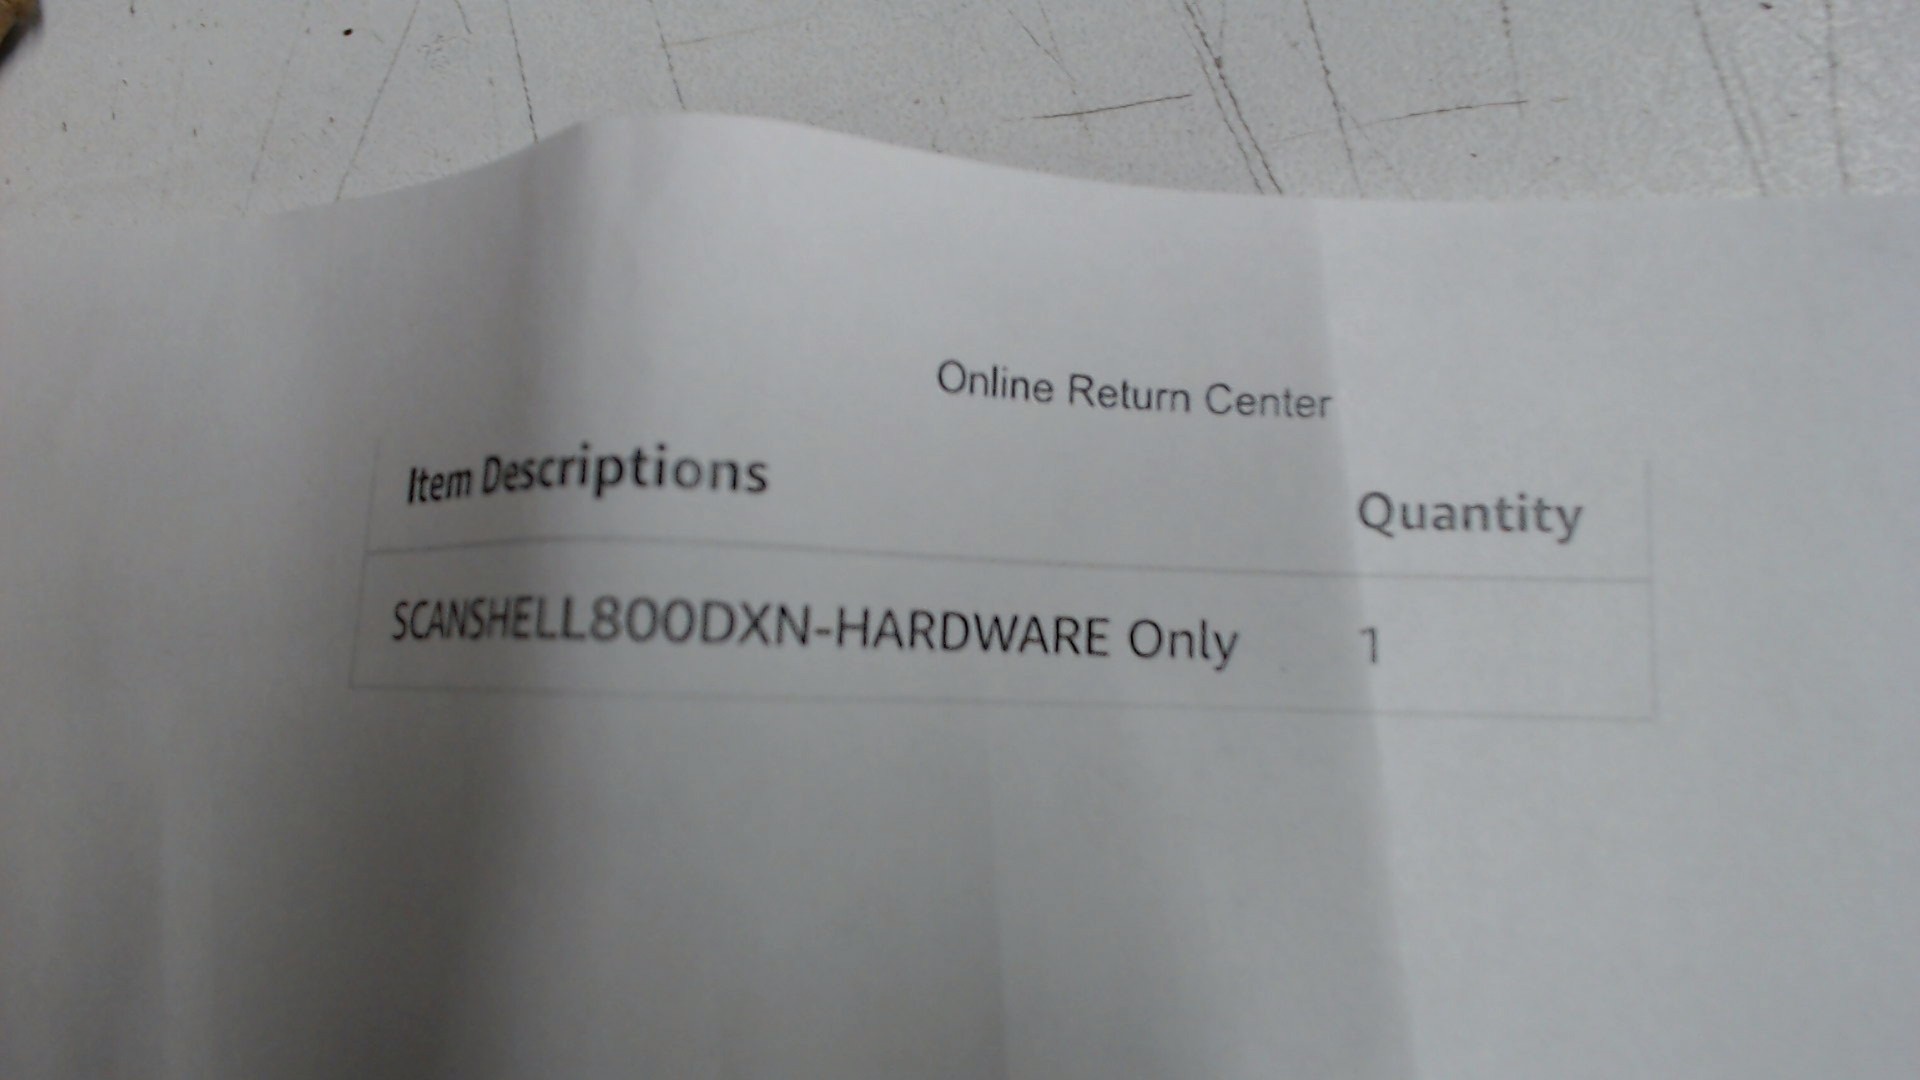 Online Return Center
Item Descriptions Quantity
SCANSHELL800DXN-HARDWARE Only 1